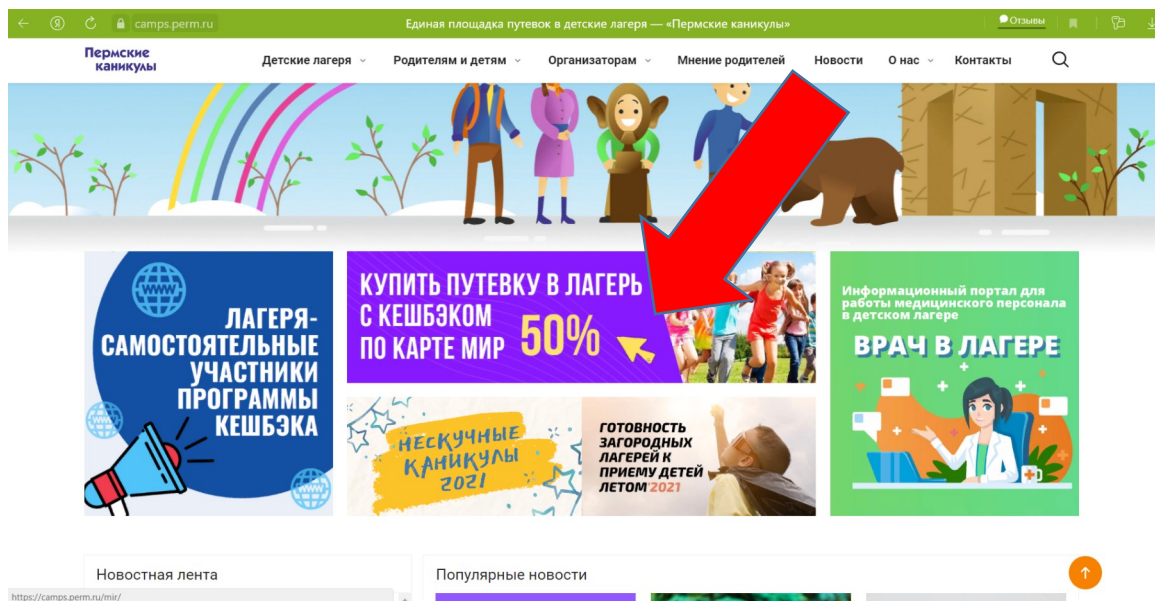 camps.perm.ru
Единая площадка путевок в детские лагеря — «Пермские каникулы»
Отзывы
Пермские
каникулы
Детские лагеря
Родителям и детям
Организаторам
Мнение родителей
Новости
О нас
Контакты
WWW
ЛАГЕРЯ-
САМОСТОЯТЕЛЬНЫЕ
УЧАСТНИКИ
ПРОГРАММЫ
КЕШБЭКА
КУПИТЬ ПУТЕВКУ В ЛАГЕРЬ
С КЕШБЭКОМ
ПО КАРТЕ МИР
50%
НЕСКУЧНЫЕ
КАНИКУЛЫ
2021
ГОТОВНОСТЬ
ЗАГОРОДНЫХ
ЛАГЕРЕЙ К
ПРИЕМУ ДЕТЕЙ
ЛЕТОМ'2021
Информационный портал для
работы медицинского персонала
в детском лагере
ВРАЧ В ЛАГЕРЕ
Новостная лента
Популярные новости
https://camps.perm.ru/mir/